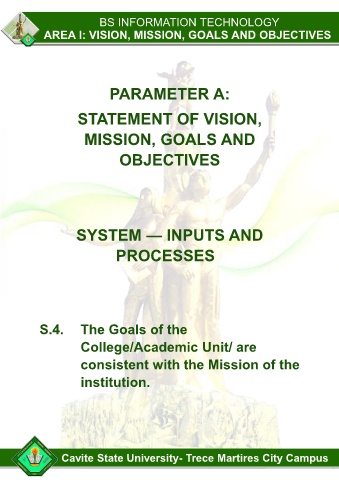 BS INFORMATION TECHNOLOGY
AREA I: VISION, MISSION, GOALS AND OBJECTIVES
PARAMETER A:
STATEMENT OF VISION,
MISSION, GOALS AND
OBJECTIVES
SYSTEM — INPUTS AND
PROCESSES
S.4. The Goals of the
College/Academic Unit/ are
consistent with the Mission of the
institution.
Cavite State University- Trece Martires City Campus